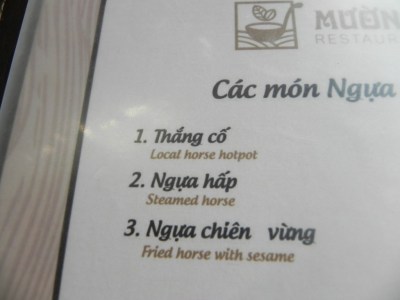 MƯỜN
RESTAUR
Các món Ngựa
1. Thắng cố
Local horse hotpot
2. Ngựa hấp
Steamed horse
3. Ngựa chiên vừng
Fried horse with sesame